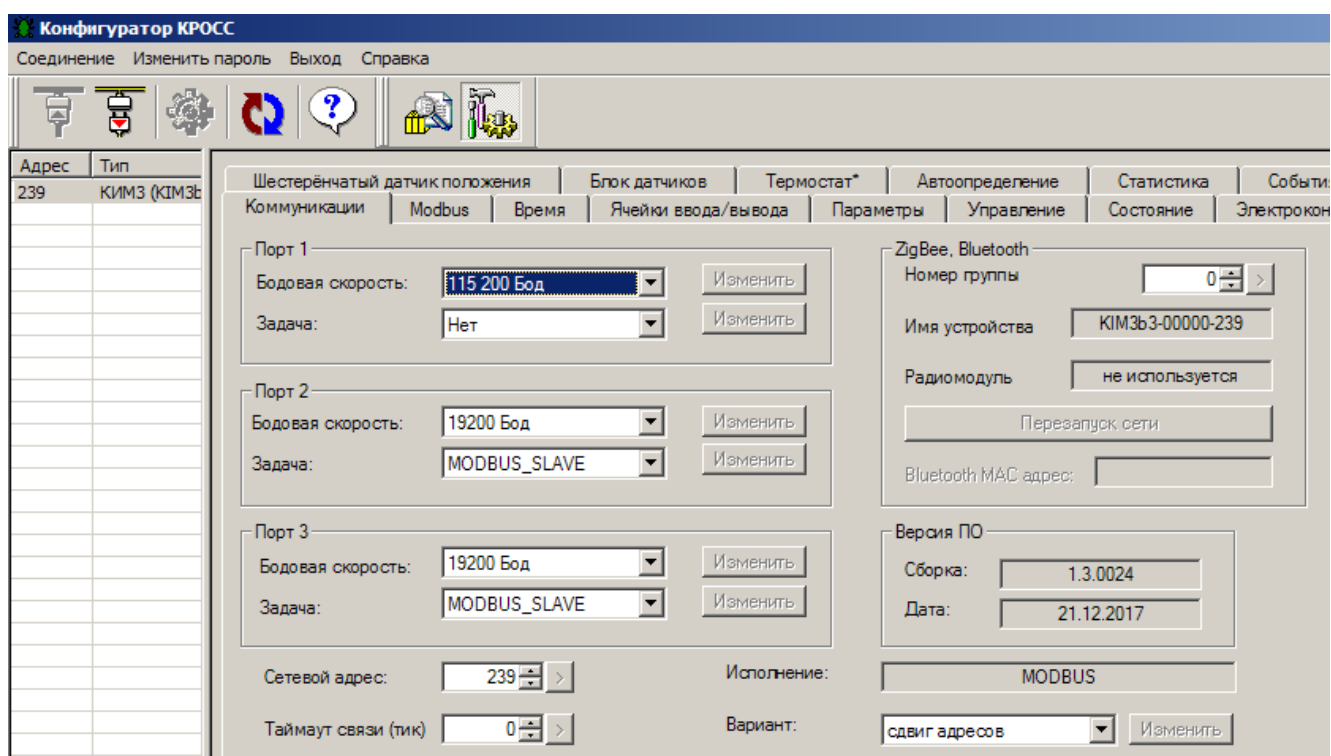 Конфигуратор КРОСС
Соединение Изменить пароль Выход Справка
Адрес Тип
239 КИМ3 (KIM3b
Шестерёнчатый датчик положения Блок датчиков Термостат* Автоопределение Статистика Событи
Коммуникации Modbus Время Ячейки ввода/вывода Параметры Управление Состояние Электрокон
Порт 1
Бодовая скорость: 115 200 Бод Изменить
Задача: Нет Изменить
Порт 2
Бодовая скорость: 19200 Бод Изменить
Задача: MODBUS_SLAVE Изменить
Порт 3
Бодовая скорость: 19200 Бод Изменить
Задача: MODBUS_SLAVE Изменить
Сетевой адрес: 239 >
Таймаут связи (тик) 0 >
ZigBee, Bluetooth
Номер группы 0 >
Имя устройства KIM3b3-00000-239
Радиомодуль не используется
Перезапуск сети
Bluetooth MAC адрес:
Версия ПО
Сборка: 1.3.0024
Дата: 21.12.2017
Исполнение: MODBUS
Вариант: сдвиг адресов Изменить